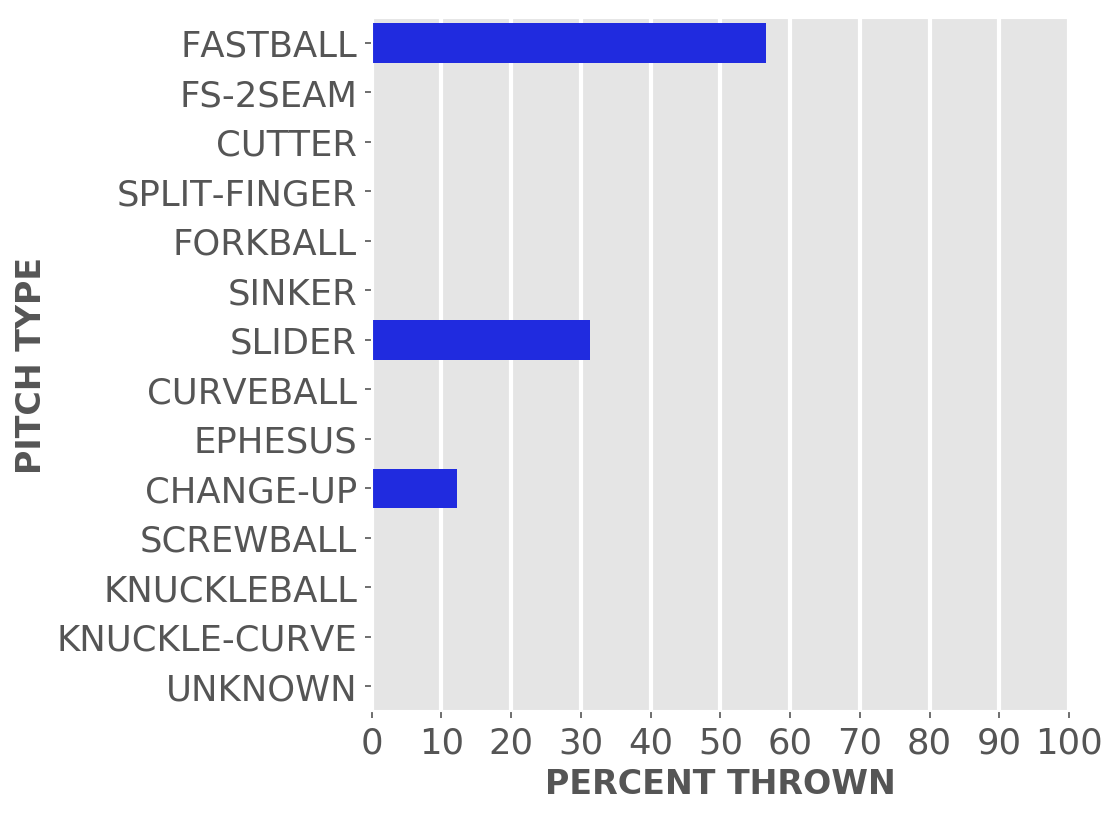 FASTBALL
FS-2SEAM
CUTTER
SPLIT-FINGER
FORKBALL
SINKER
SLIDER
CURVEBALL
EPHESUS
CHANGE-UP
SCREWBALL
KNUCKLEBALL
KNUCKLE-CURVE
UNKNOWN
PITCH TYPE
0 10 20 30 40 50 60 70 80 90 100
PERCENT THROWN